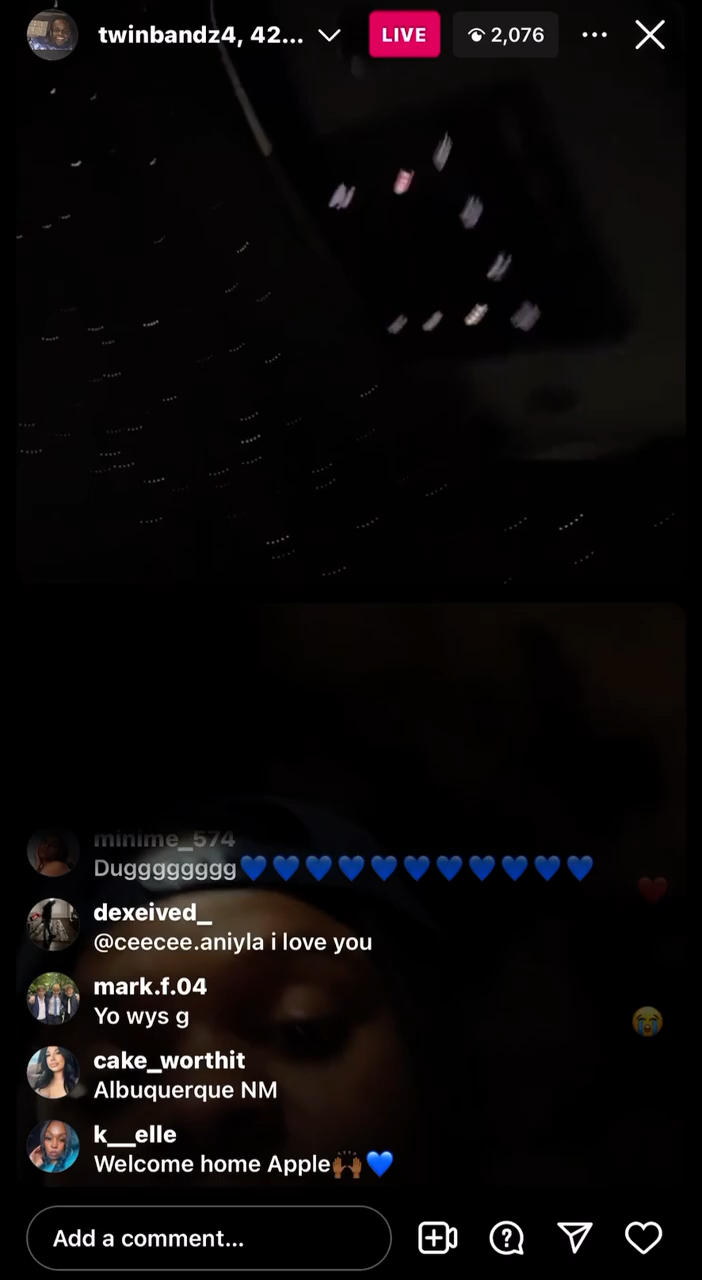 twinbandz4, 42...
LIVE
2,076
minime_574
Dugggggggg💙💙💙💙💙💙💙💙💙💙💙
dexeived_
@ceecee.aniyla i love you
mark.f.04
Yo wys g
cake_worthit
Albuquerque NM
k__elle
Welcome home Apple🙌🏾💙
Add a comment...